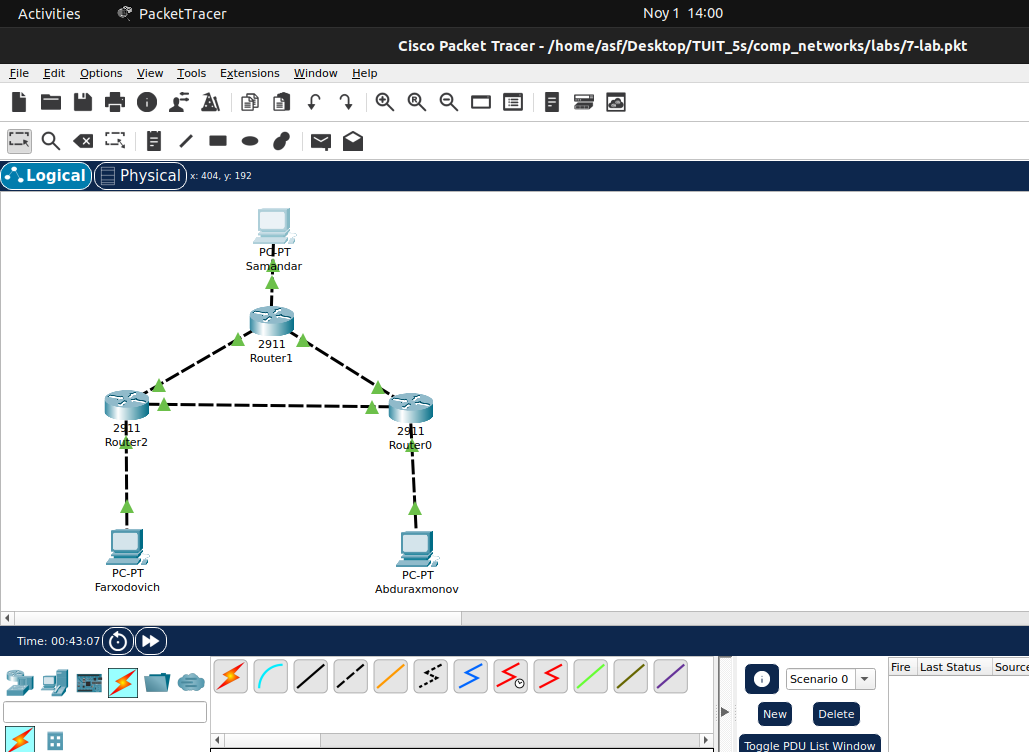 Activities PacketTracer Noy 1 14:00
Cisco Packet Tracer - /home/asf/Desktop/TUIT_5s/comp_networks/labs/7-lab.pkt
File Edit Options View Tools Extensions Window Help
Logical Physical x: 404, y: 192
PC-PT
Samandar
2911
Router1
2911
Router2
2911
Router0
PC-PT
Farxodovich
PC-PT
Abduraxmonov
Time: 00:43:07
Scenario 0
New Delete
Toggle PDU List Window
Fire Last Status Source